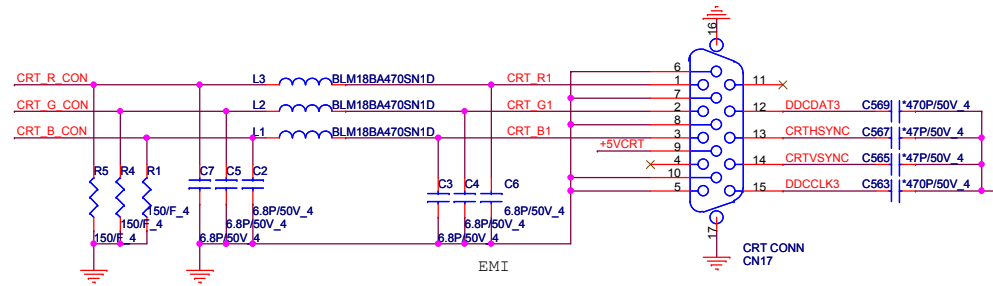 16
CRT_R_CON L3 BLM18BA470SN1D CRT_R1
6
1
11
7
CRT_G_CON L2 BLM18BA470SN1D CRT_G1
2
12 DDCDAT3 C569 *470P/50V_4
8
CRT_B_CON L1 BLM18BA470SN1D CRT_B1
3
13 CRTHSYNC C567 *47P/50V_4
+5VCRT 9
4
14 CRTVSYNC C565 *47P/50V_4
R5 R4 R1 C7 C5 C2
C3 C4 C6
10
5
15 DDCCLK3 C563 *470P/50V_4
150/F_4 6.8P/50V_4 6.8P/50V_4
150/F_4 6.8P/50V_4 6.8P/50V_4
150/F_4 6.8P/50V_4 6.8P/50V_4
17
CRT CONN
CN17
EMI